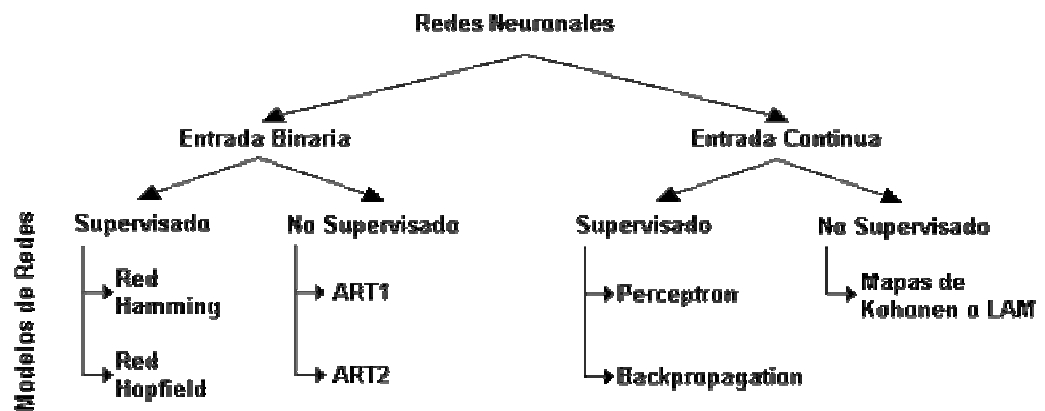 Redes Neuronales
Entrada Binaria
Entrada Continua
Supervisado
No Supervisado
Supervisado
No Supervisado
Modelos de Redes
Red
Hamming
Red
Hopfield
ART1
ART2
Perceptron
Backpropagation
Mapas de
Kohonen o LAM